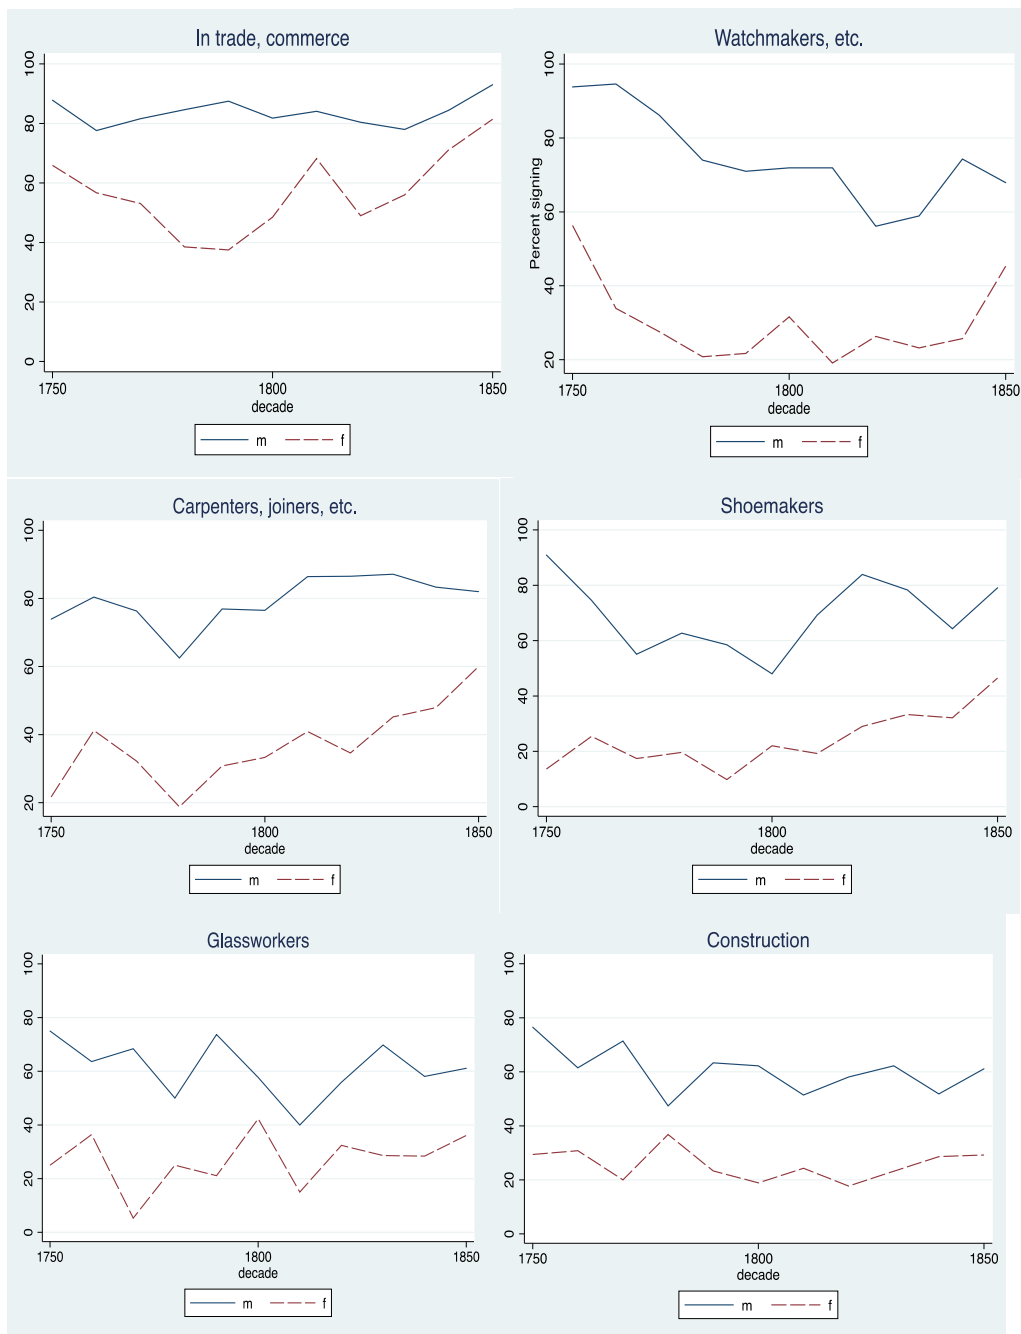 In trade, commerce
100
80
60
40
20
0
1750 1800 1850
decade
m f
Watchmakers, etc.
Percent signing
100
80
60
40
20
1750 1800 1850
decade
m f
Carpenters, joiners, etc.
100
80
60
40
20
1750 1800 1850
decade
m f
Shoemakers
100
80
60
40
20
0
1750 1800 1850
decade
m f
Glassworkers
100
80
60
40
20
0
1750 1800 1850
decade
m f
Construction
100
80
60
40
20
0
1750 1800 1850
decade
m f